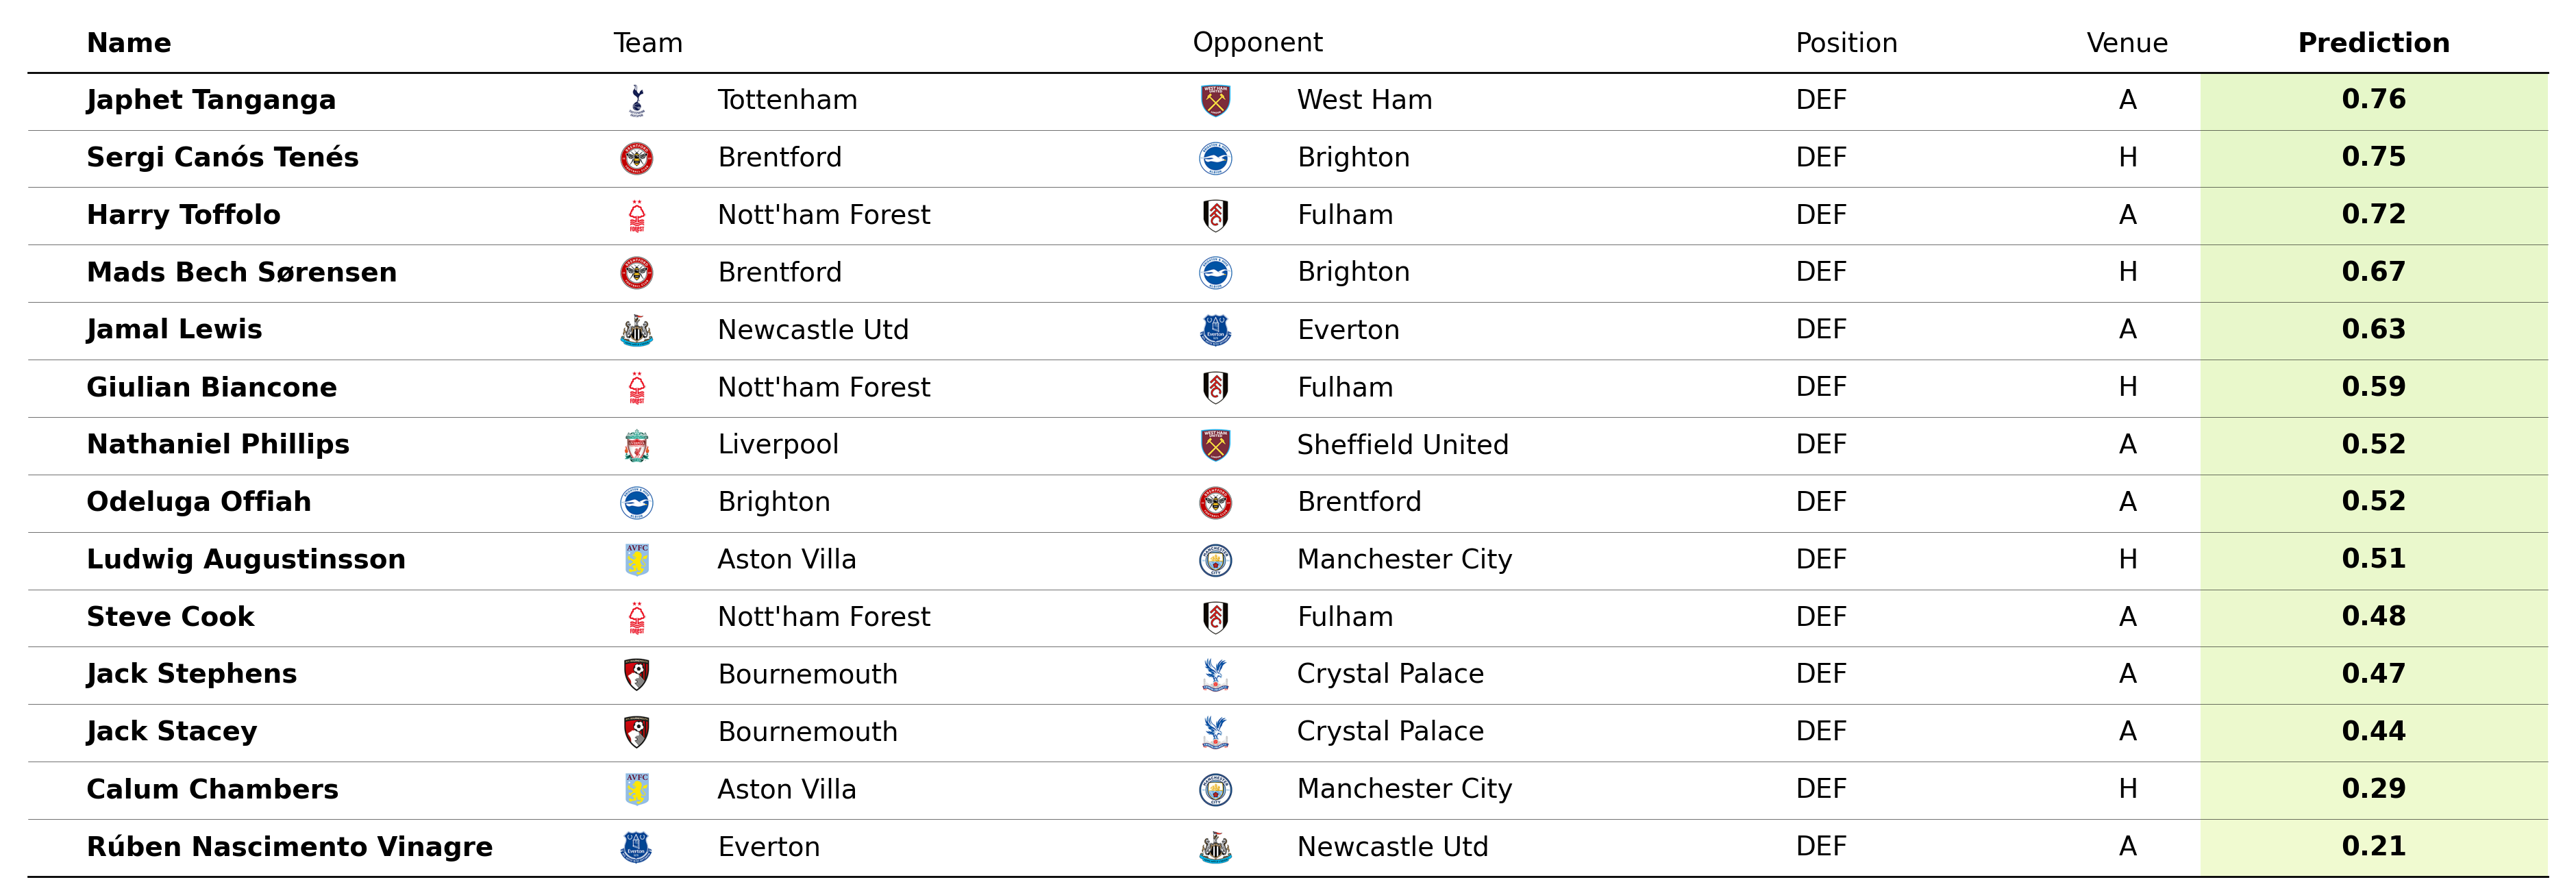 Name Team Opponent Position Venue Prediction
Japhet Tanganga Tottenham West Ham DEF A 0.76
Sergi Canós Tenés Brentford Brighton DEF H 0.75
Harry Toffolo Nott'ham Forest Fulham DEF A 0.72
Mads Bech Sørensen Brentford Brighton DEF H 0.67
Jamal Lewis Newcastle Utd Everton DEF A 0.63
Giulian Biancone Nott'ham Forest Fulham DEF H 0.59
Nathaniel Phillips Liverpool Sheffield United DEF A 0.52
Odeluga Offiah Brighton Brentford DEF A 0.52
Ludwig Augustinsson Aston Villa Manchester City DEF H 0.51
Steve Cook Nott'ham Forest Fulham DEF A 0.48
Jack Stephens Bournemouth Crystal Palace DEF A 0.47
Jack Stacey Bournemouth Crystal Palace DEF A 0.44
Calum Chambers Aston Villa Manchester City DEF H 0.29
Rúben Nascimento Vinagre Everton Newcastle Utd DEF A 0.21